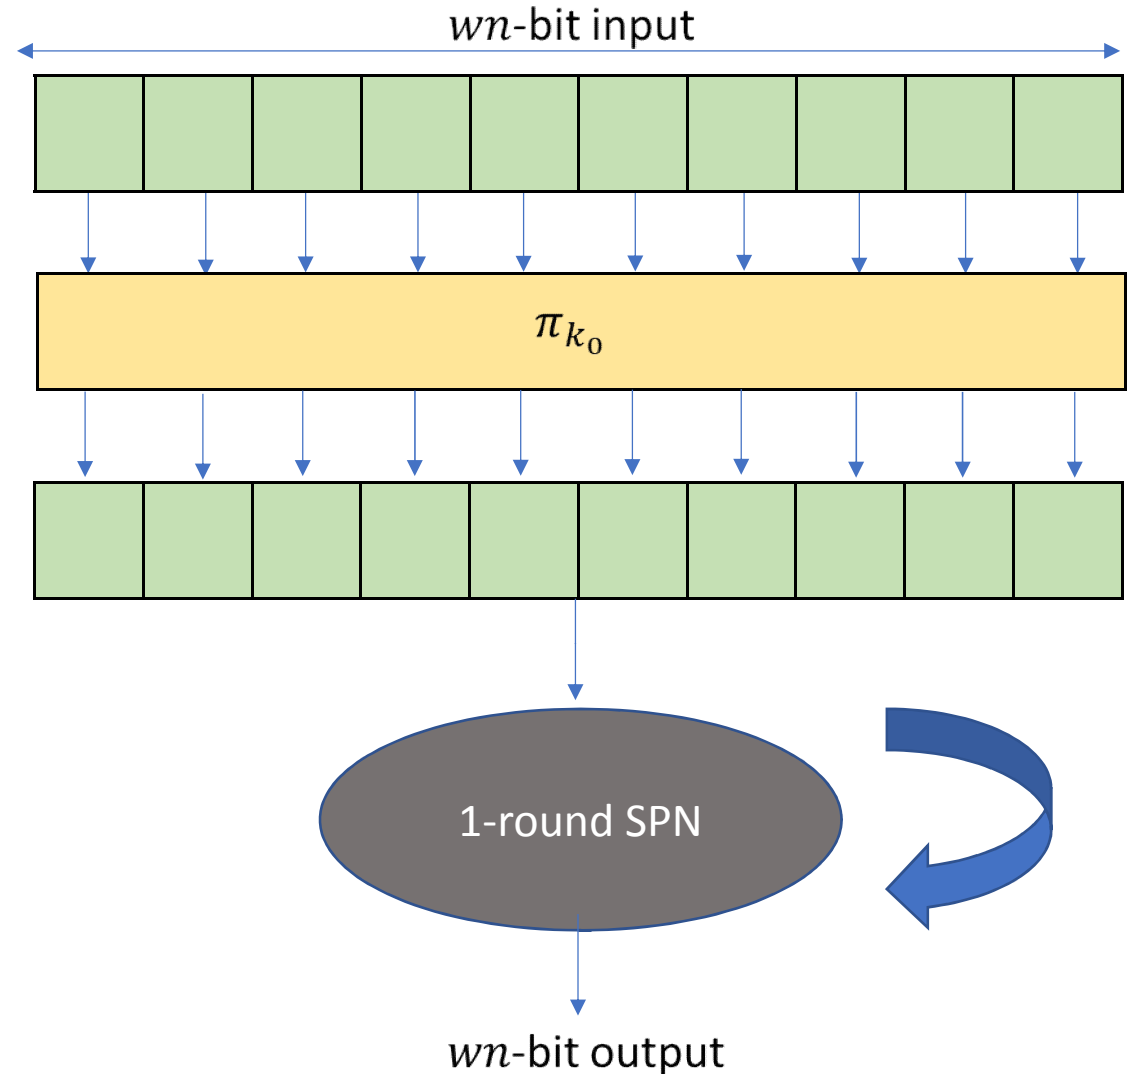 wn-bit input
π_{k_0}
1-round SPN
wn-bit output